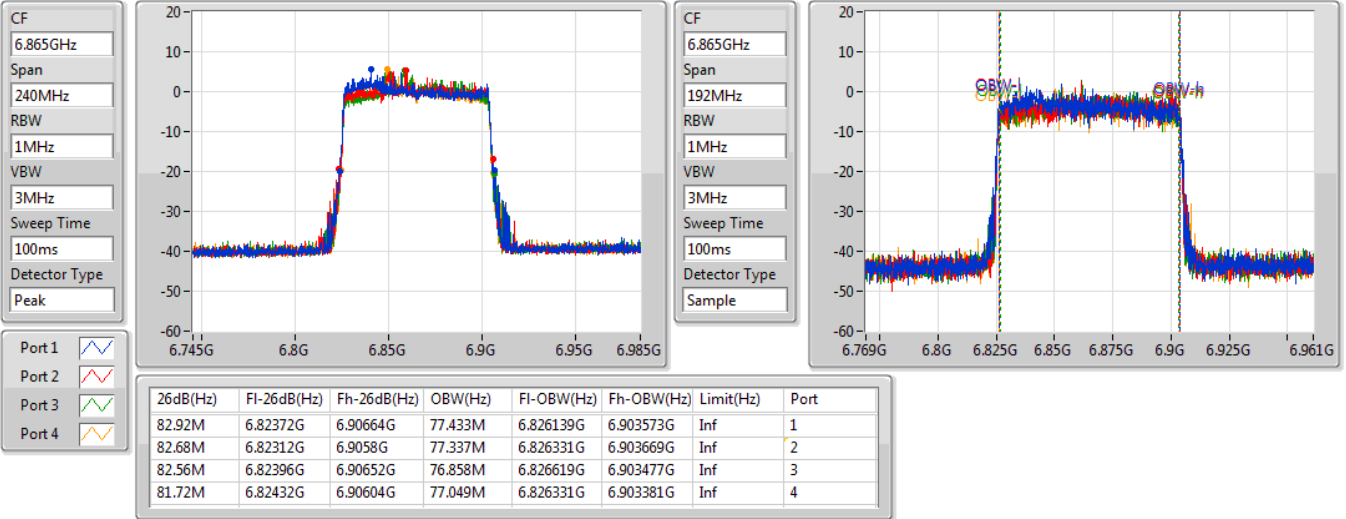 CF
6.865GHz
Span
240MHz
RBW
1MHz
VBW
3MHz
Sweep Time
100ms
Detector Type
Peak
20
10
0
-10
-20
-30
-40
-50
-60
6.745G 6.8G 6.85G 6.9G 6.95G 6.985G
CF
6.865GHz
Span
192MHz
RBW
1MHz
VBW
3MHz
Sweep Time
100ms
Detector Type
Sample
20
10
0
-10
-20
-30
-40
-50
-60
OBW-l OBW-h
6.769G 6.8G 6.825G 6.85G 6.875G 6.9G 6.925G 6.961G
Port 1
Port 2
Port 3
Port 4
26dB(Hz) Fl-26dB(Hz) Fh-26dB(Hz) OBW(Hz) Fl-OBW(Hz) Fh-OBW(Hz) Limit(Hz) Port
82.92M 6.82372G 6.90664G 77.433M 6.826139G 6.903573G Inf 1
82.68M 6.82312G 6.9058G 77.337M 6.826331G 6.903669G Inf 2
82.56M 6.82396G 6.90652G 76.858M 6.826619G 6.903477G Inf 3
81.72M 6.82432G 6.90604G 77.049M 6.826331G 6.903381G Inf 4